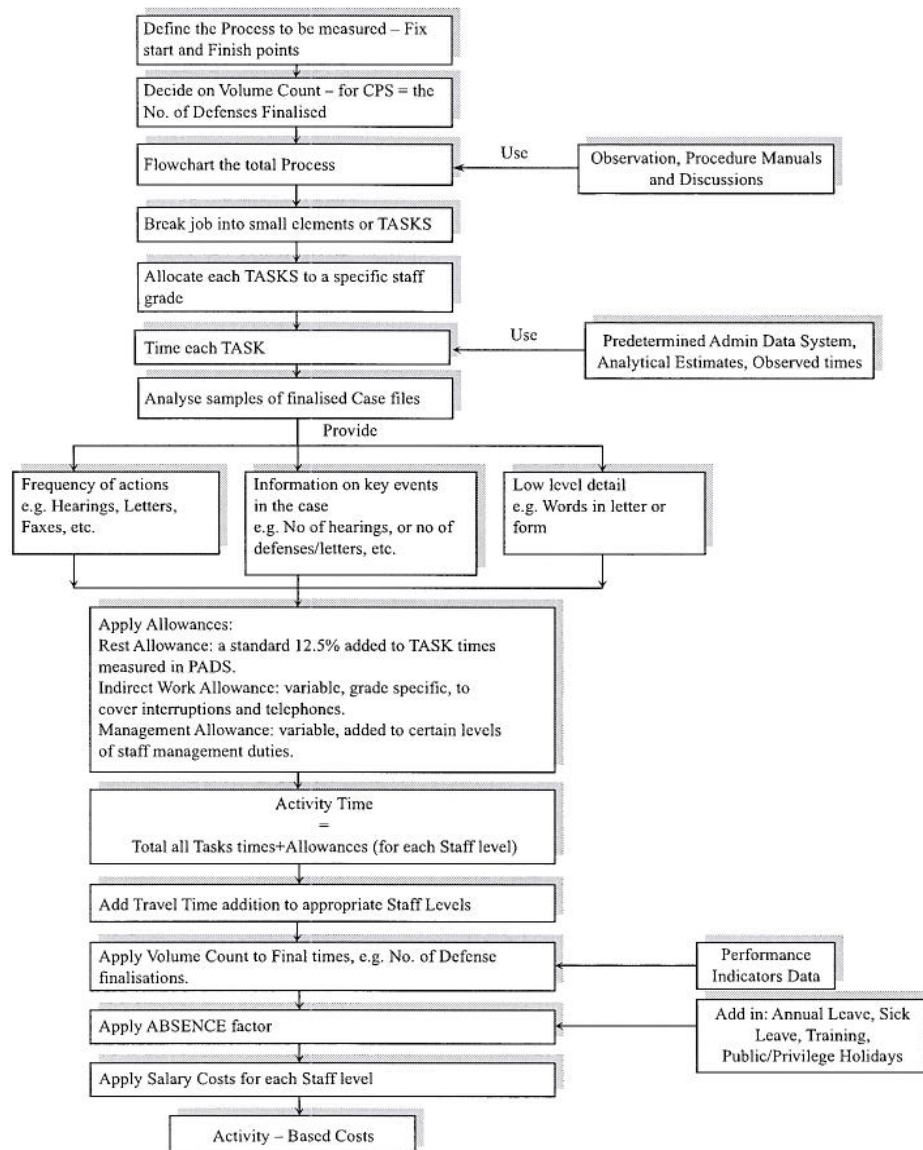 Define the Process to be measured – Fix
start and Finish points
Decide on Volume Count – for CPS = the
No. of Defenses Finalised
Flowchart the total Process
Use
Observation, Procedure Manuals
and Discussions
Break job into small elements or TASKS
Allocate each TASKS to a specific staff
grade
Time each TASK
Use
Predetermined Admin Data System,
Analytical Estimates, Observed times
Analyse samples of finalised Case files
Provide
Frequency of actions
e.g. Hearings, Letters,
Faxes, etc.
Information on key events
in the case
e.g. No of hearings, or no of
defenses/letters, etc.
Low level detail
e.g. Words in letter or
form
Apply Allowances:
Rest Allowance: a standard 12.5% added to TASK times
measured in PADS.
Indirect Work Allowance: variable, grade specific, to
cover interruptions and telephones.
Management Allowance: variable, added to certain levels
of staff management duties.
Activity Time
=
Total all Tasks times+Allowances (for each Staff level)
Add Travel Time addition to appropriate Staff Levels
Apply Volume Count to Final times, e.g. No. of Defense
finalisations.
Performance
Indicators Data
Apply ABSENCE factor
Add in: Annual Leave, Sick
Leave, Training,
Public/Privilege Holidays
Apply Salary Costs for each Staff level
Activity – Based Costs